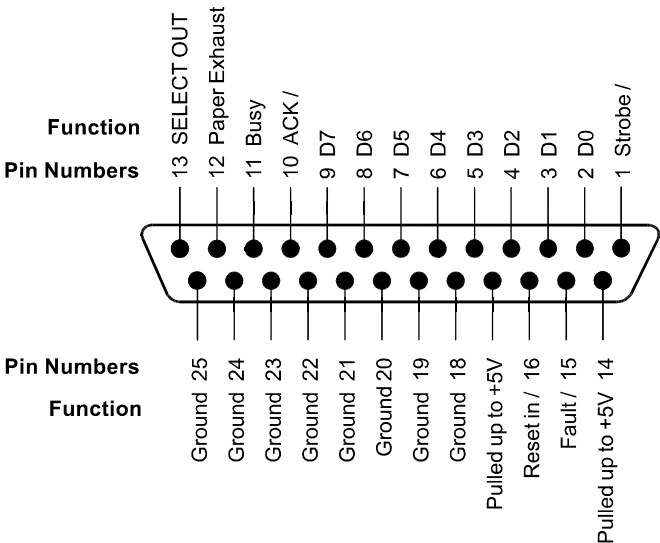 Function
Pin Numbers
13 SELECT OUT
12 Paper Exhaust
11 Busy
10 ACK /
9 D7
8 D6
7 D5
6 D4
5 D3
4 D2
3 D1
2 D0
1 Strobe /
Pin Numbers
Function
Ground 25
Ground 24
Ground 23
Ground 22
Ground 21
Ground 20
Ground 19
Ground 18
Pulled up to +5V
Reset in / 16
Fault / 15
Pulled up to +5V 14